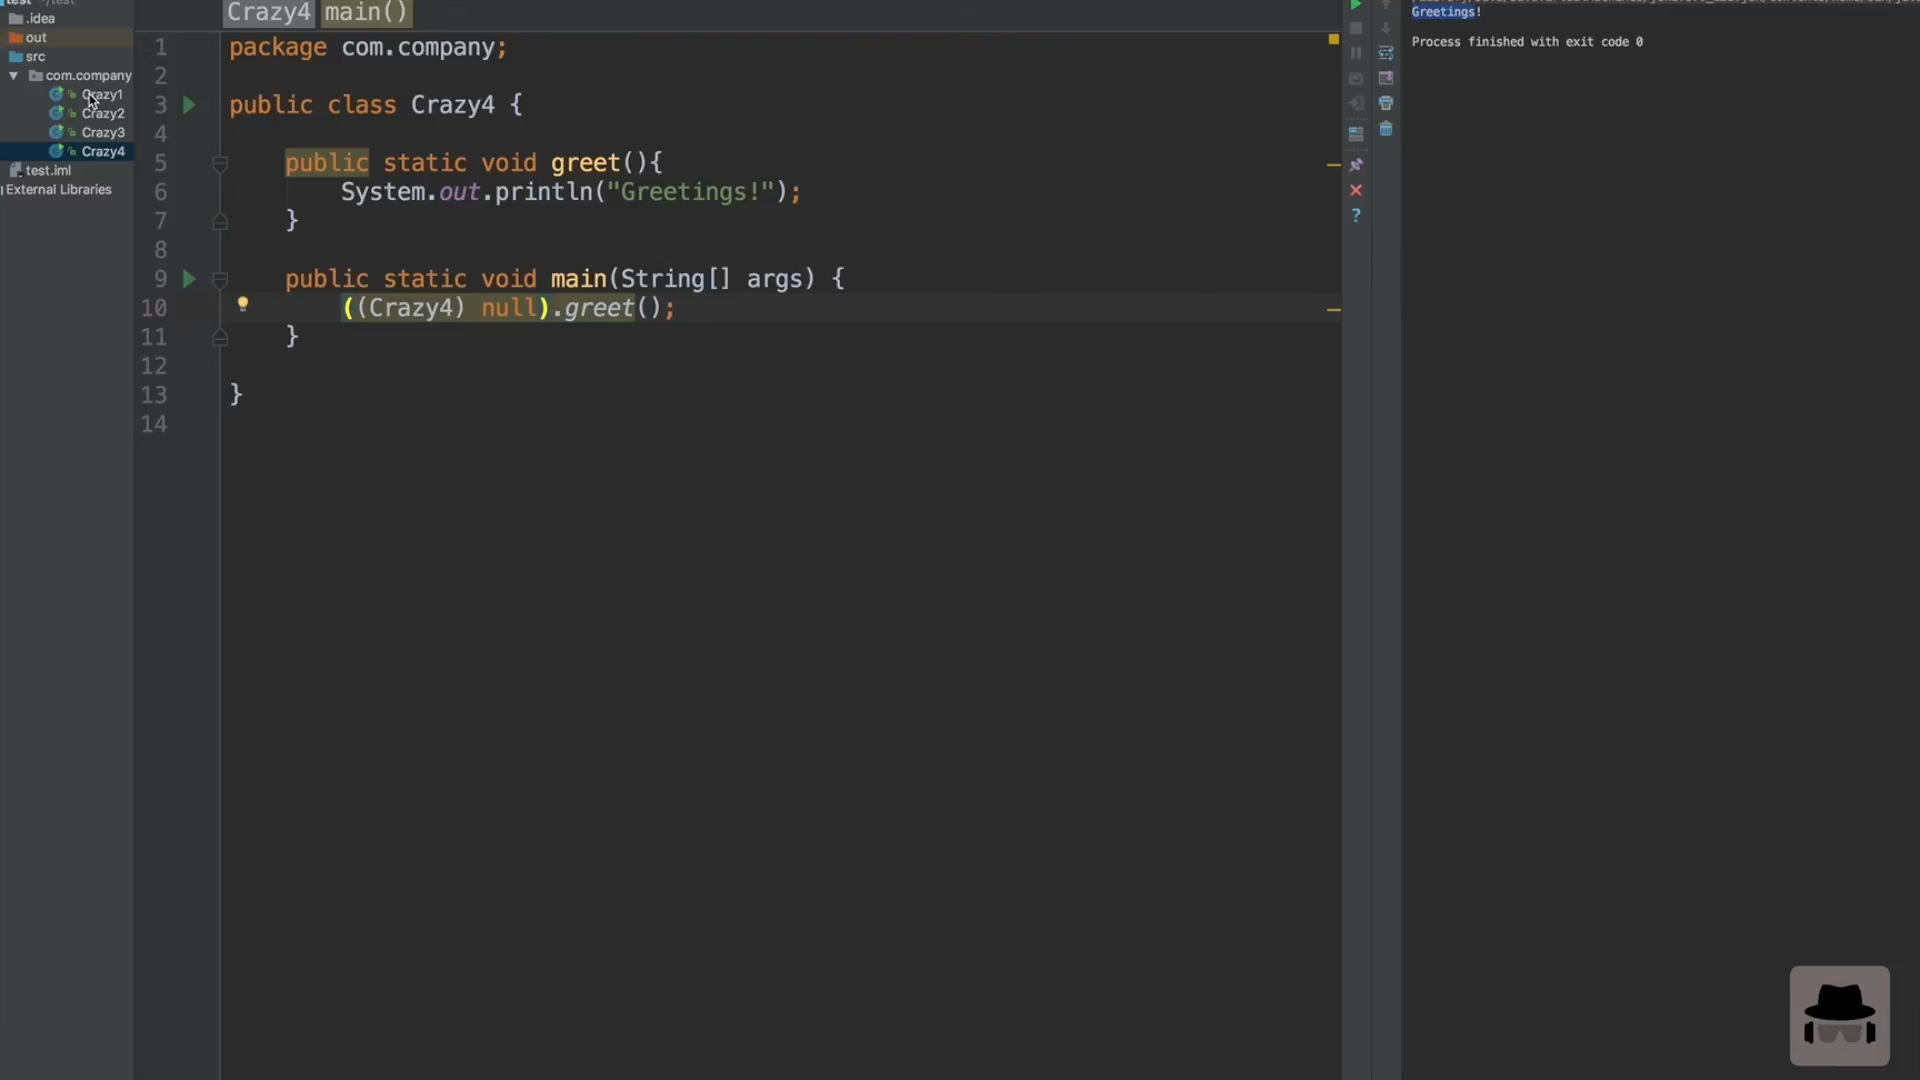 test ~/test
.idea
out
src
com.company
Crazy1
Crazy2
Crazy3
Crazy4
test.iml
External Libraries
Crazy4 main()
1 package com.company;
2
3 public class Crazy4 {
4
5 public static void greet(){
6 System.out.println("Greetings!");
7 }
8
9 public static void main(String[] args) {
10 ((Crazy4) null).greet();
11 }
12
13 }
14
Greetings!
Process finished with exit code 0